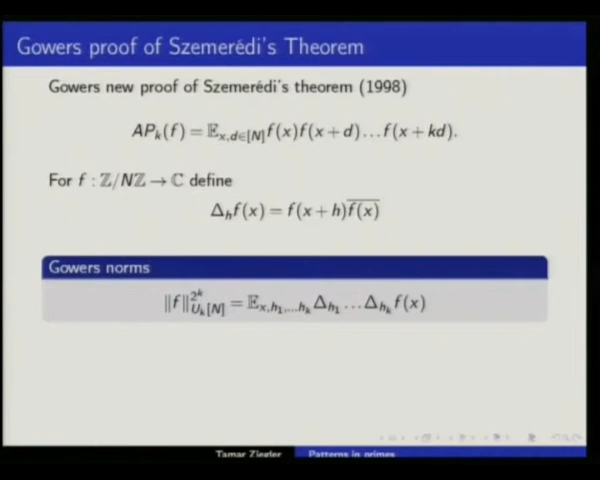 Gowers proof of Szemerédi's Theorem
Gowers new proof of Szemerédi's theorem (1998)
AP_k(f) = 𝔼_{x,d∈[N]} f(x)f(x+d)…f(x+kd).
For f : ℤ/Nℤ → ℂ define
Δ_h f(x) = f(x+h)\overline{f(x)}
Gowers norms
‖f‖^{2^k}_{U_k[N]} = 𝔼_{x,h_1,…h_k} Δ_{h_1} … Δ_{h_k} f(x)
Tamar Ziegler Patterns in primes